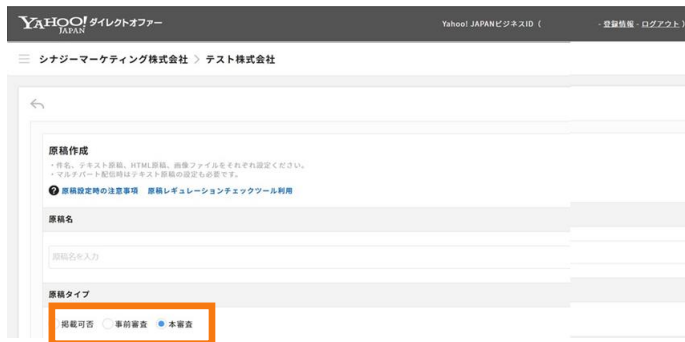 YAHOO! JAPAN ダイレクトオファー
Yahoo! JAPANビジネスID ( - 登録情報 - ログアウト )
シナジーマーケティング株式会社 〉 テスト株式会社
原稿作成
・件名、テキスト原稿、HTML原稿、画像ファイルをそれぞれ設定ください。
・マルチパート配信時はテキスト原稿の設定も必要です。
? 原稿設定時の注意事項 原稿レギュレーションチェックツール利用
原稿名
原稿名を入力
原稿タイプ
掲載可否 事前審査 本審査